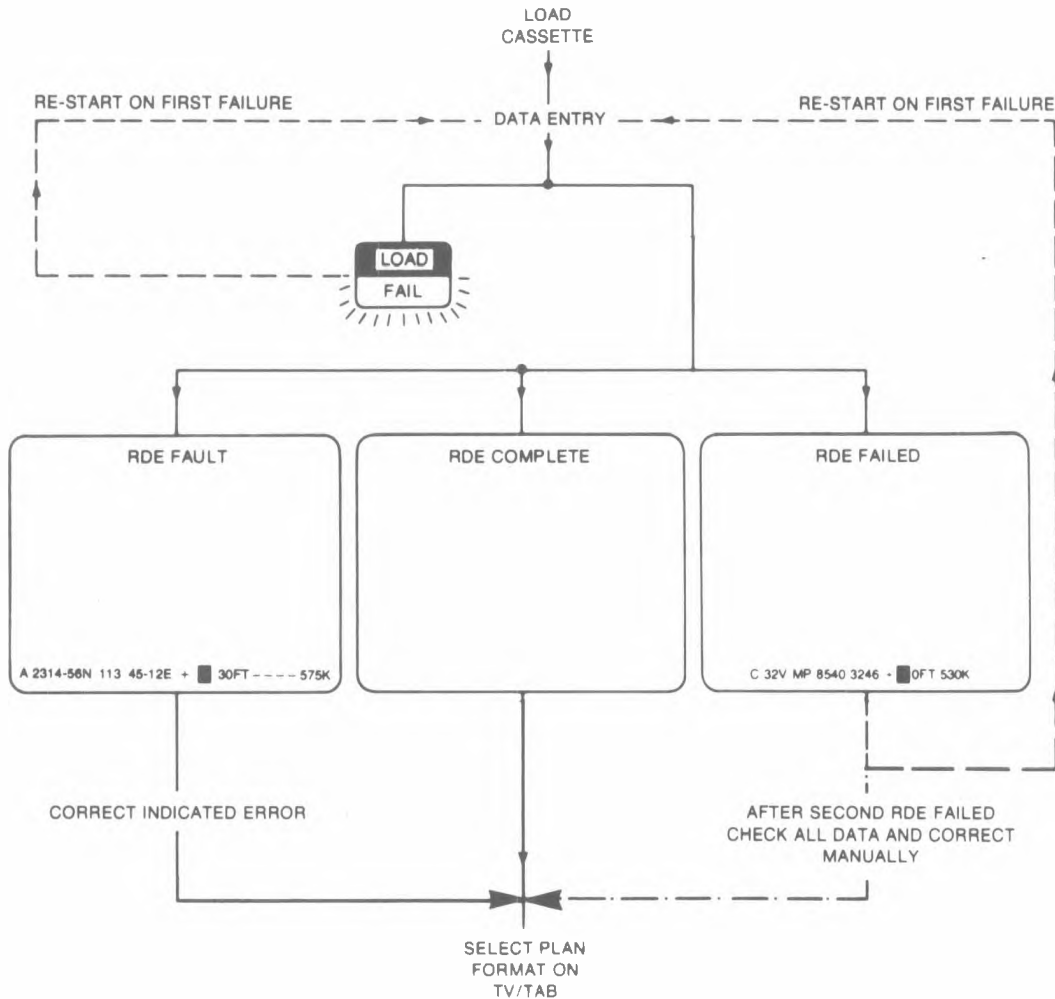 LOAD
CASSETTE
RE-START ON FIRST FAILURE
DATA ENTRY
RE-START ON FIRST FAILURE
LOAD
FAIL
RDE FAULT
RDE COMPLETE
RDE FAILED
A 2314-56N 113 45-12E + █ 30FT - - - - 575K
C 32V MP 8540 3246 - █ 0FT 530K
CORRECT INDICATED ERROR
AFTER SECOND RDE FAILED
CHECK ALL DATA AND CORRECT
MANUALLY
SELECT PLAN
FORMAT ON
TV/TAB